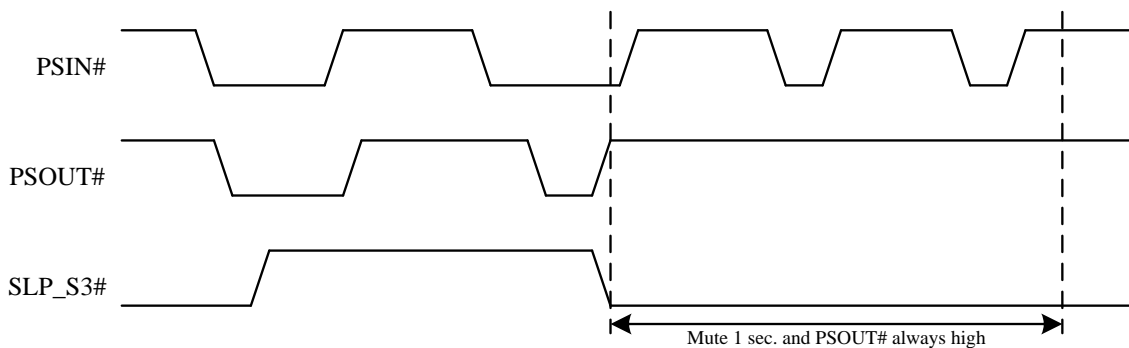 PSIN#
PSOUT#
SLP_S3#
Mute 1 sec. and PSOUT# always high